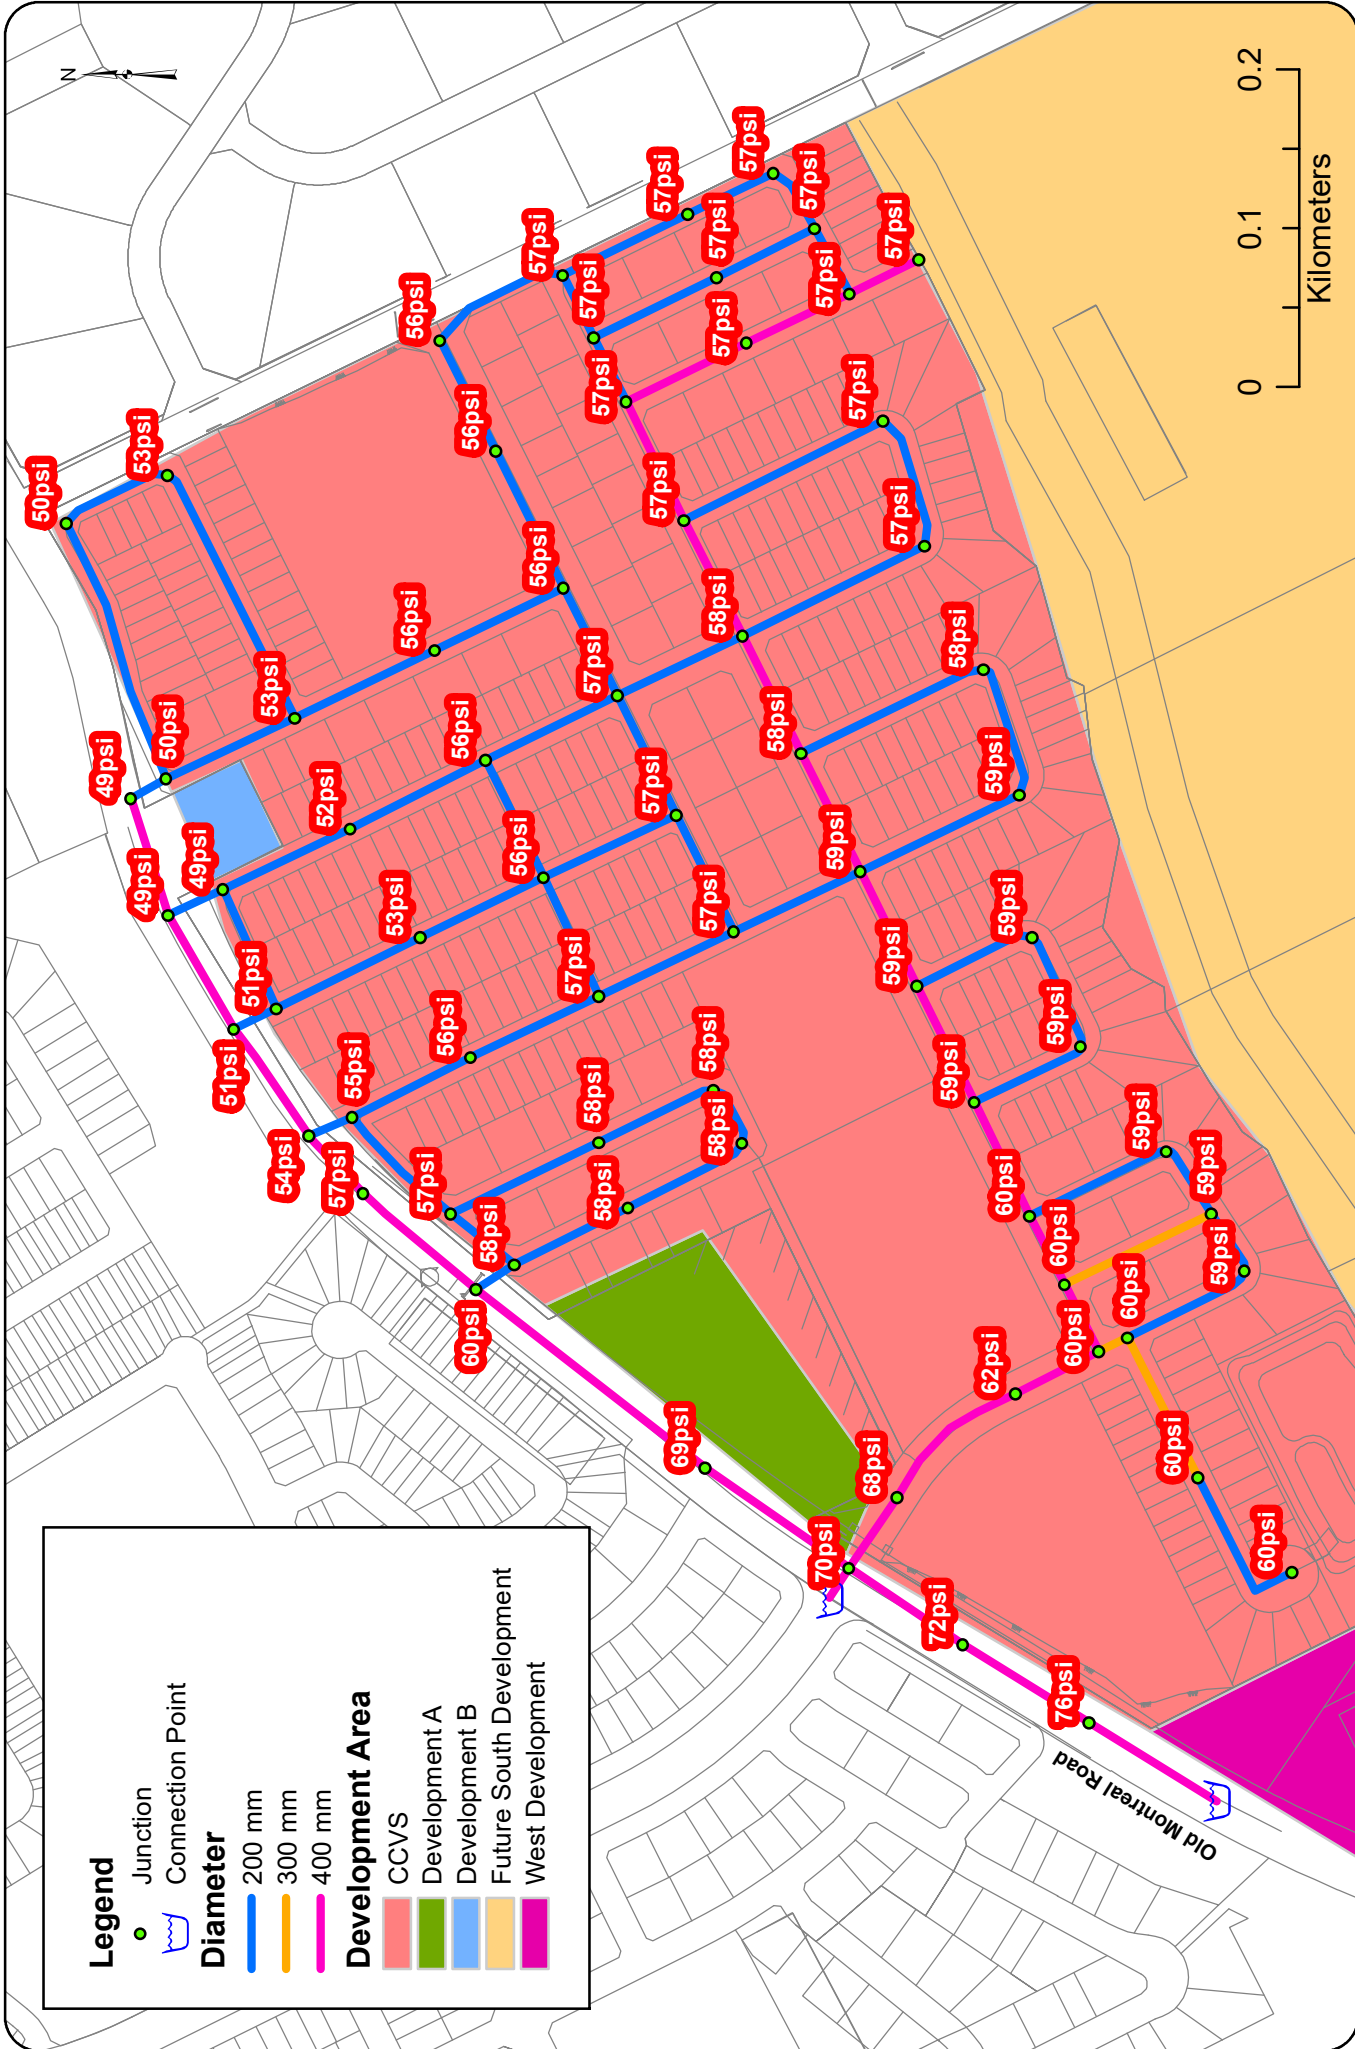 Legend
Junction
Connection Point
Diameter
200 mm
300 mm
400 mm
Development Area
CCVS
Development A
Development B
Future South Development
West Development
50psi
N
49psi
53psi
49psi
50psi
49psi
51psi
51psi
53psi
54psi
52psi
57psi
55psi
53psi
56psi
56psi
57psi
56psi
56psi
60psi
56psi
58psi
56psi
57psi
56psi
57psi
57psi
58psi
57psi
57psi
58psi
57psi
57psi
57psi
69psi
58psi
57psi
57psi
58psi
58psi
57psi
57psi
58psi
57psi
70psi
57psi
59psi
57psi
68psi
59psi
57psi
57psi
72psi
59psi
58psi
62psi
59psi
60psi
59psi
59psi
60psi
76psi
60psi
60psi
59psi
Old Montreal Road
60psi
59psi
59psi
60psi
0 0.1 0.2
Kilometers